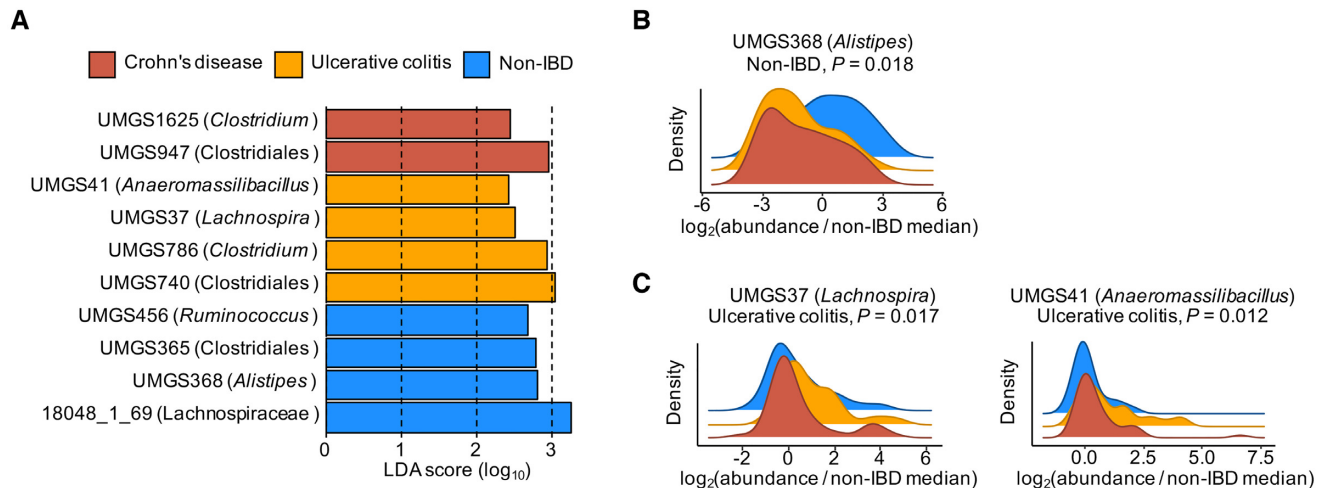 A
Crohn's disease Ulcerative colitis Non-IBD
UMGS1625 (Clostridium)
UMGS947 (Clostridiales)
UMGS41 (Anaeromassilibacillus)
UMGS37 (Lachnospira)
UMGS786 (Clostridium)
UMGS740 (Clostridiales)
UMGS456 (Ruminococcus)
UMGS365 (Clostridiales)
UMGS368 (Alistipes)
18048_1_69 (Lachnospiraceae)
0 1 2 3
LDA score (log10)
B
UMGS368 (Alistipes)
Non-IBD, P = 0.018
Density
-6 -3 0 3 6
log2(abundance / non-IBD median)
C
UMGS37 (Lachnospira)
Ulcerative colitis, P = 0.017
Density
-2 0 2 4 6
log2(abundance / non-IBD median)
UMGS41 (Anaeromassilibacillus)
Ulcerative colitis, P = 0.012
Density
0.0 2.5 5.0 7.5
log2(abundance / non-IBD median)